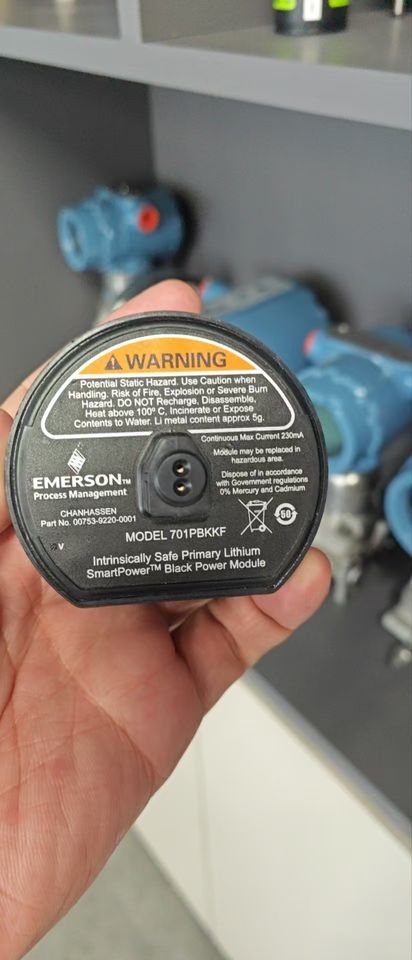 WARNING
Potential Static Hazard. Use Caution when
Handling. Risk of Fire, Explosion or Severe Burn
Hazard. DO NOT Recharge, Disassemble,
Heat above 100º C, Incinerate or Expose
Contents to Water. Li metal content approx 5g.
Continuous Max Current 230mA
Module may be replaced in
hazardous area.
Dispose of in accordance
with Government regulations
0% Mercury and Cadmium
EMERSON™
Process Management
CHANHASSEN
Part No. 00753-9220-0001
50
V
MODEL 701PBKKF
Intrinsically Safe Primary Lithium
SmartPower™ Black Power Module